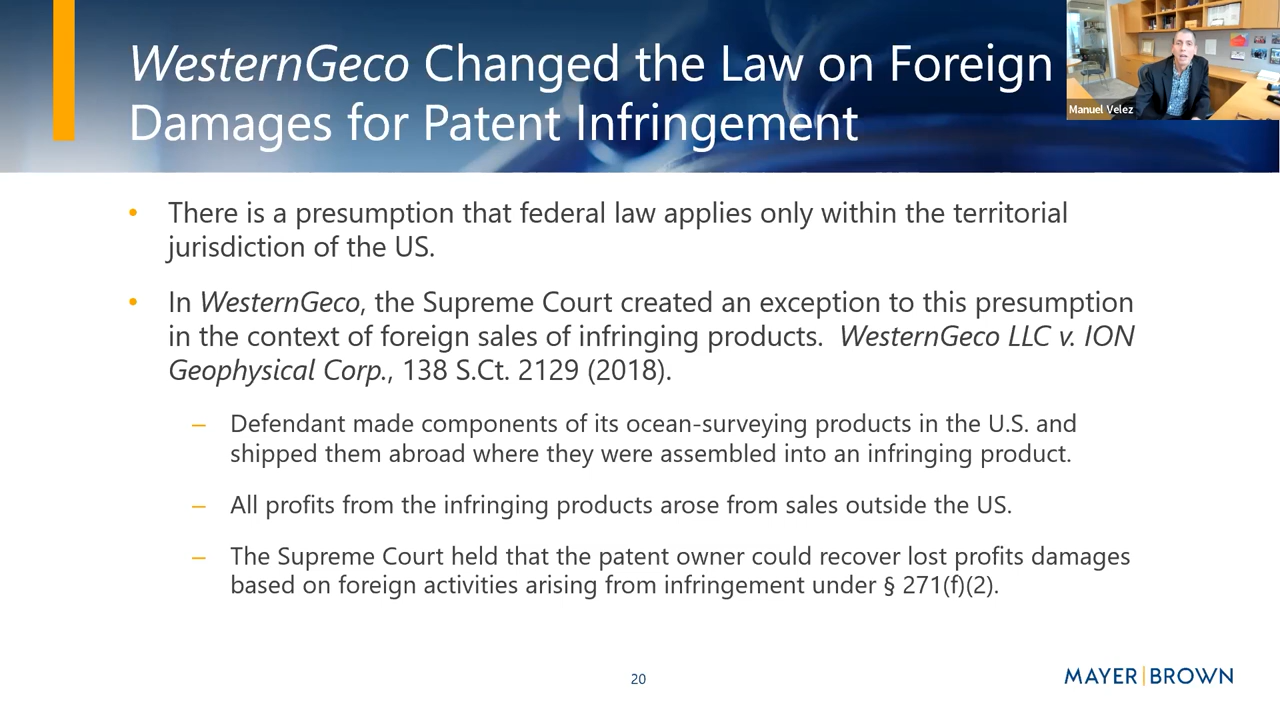 WesternGeco Changed the Law on Foreign
Damages for Patent Infringement
Manuel Velez
• There is a presumption that federal law applies only within the territorial
jurisdiction of the US.
• In WesternGeco, the Supreme Court created an exception to this presumption
in the context of foreign sales of infringing products. WesternGeco LLC v. ION
Geophysical Corp., 138 S.Ct. 2129 (2018).
– Defendant made components of its ocean-surveying products in the U.S. and
shipped them abroad where they were assembled into an infringing product.
– All profits from the infringing products arose from sales outside the US.
– The Supreme Court held that the patent owner could recover lost profits damages
based on foreign activities arising from infringement under § 271(f)(2).
20
MAYER|BROWN